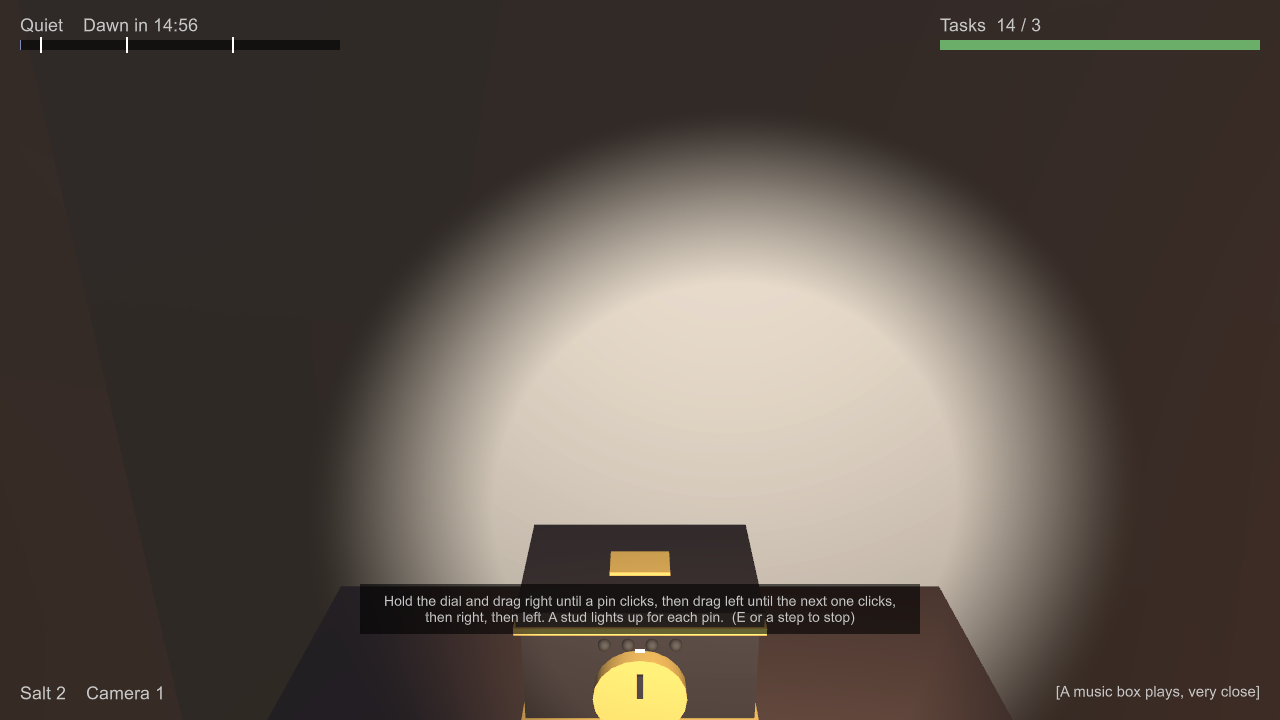 Quiet Dawn in 14:56
Tasks 14 / 3
Hold the dial and drag right until a pin clicks, then drag left until the next one clicks,
then right, then left. A stud lights up for each pin. (E or a step to stop)
Salt 2 Camera 1
[A music box plays, very close]